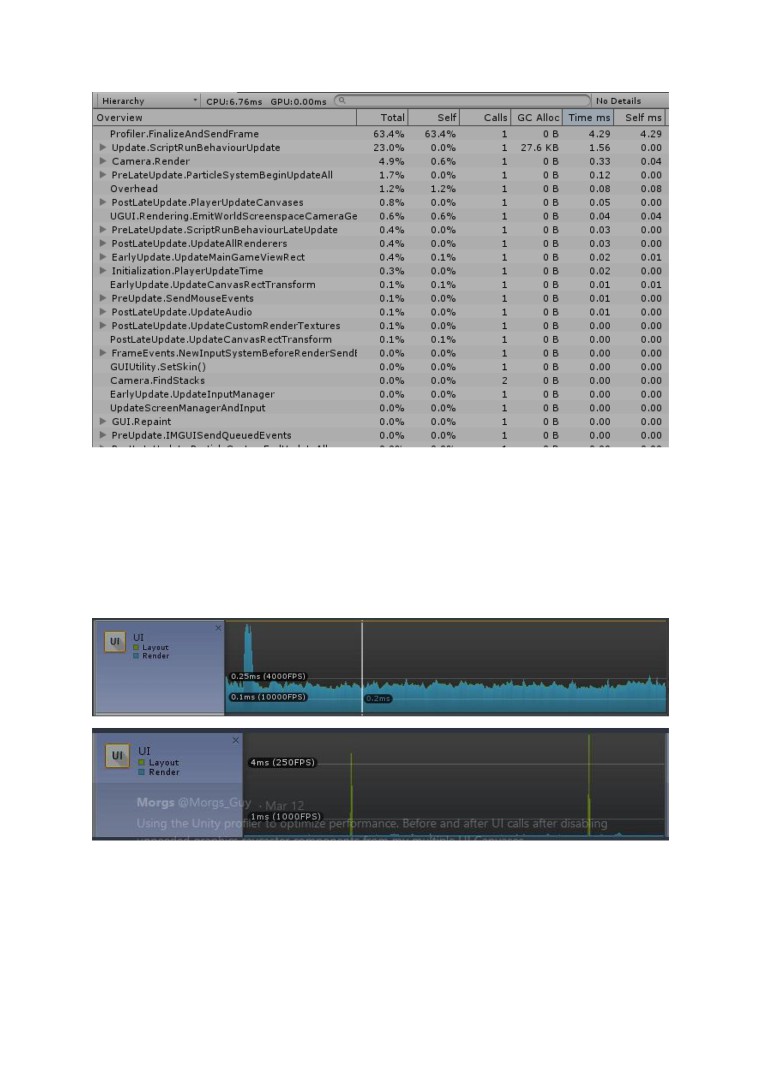 Hierarchy CPU:6.76ms GPU:0.00ms No Details
Overview Total Self Calls GC Alloc Time ms Self ms
Profiler.FinalizeAndSendFrame 63.4% 63.4% 1 0 B 4.29 4.29
Update.ScriptRunBehaviourUpdate 23.0% 0.0% 1 27.6 KB 1.56 0.00
Camera.Render 4.9% 0.6% 1 0 B 0.33 0.04
PreLateUpdate.ParticleSystemBeginUpdateAll 1.7% 0.0% 1 0 B 0.12 0.00
Overhead 1.2% 1.2% 1 0 B 0.08 0.08
PostLateUpdate.PlayerUpdateCanvases 0.8% 0.0% 1 0 B 0.05 0.00
UGUI.Rendering.EmitWorldScreenspaceCameraGe 0.6% 0.6% 1 0 B 0.04 0.04
PreLateUpdate.ScriptRunBehaviourLateUpdate 0.4% 0.0% 1 0 B 0.03 0.00
PostLateUpdate.UpdateAllRenderers 0.4% 0.0% 1 0 B 0.03 0.00
EarlyUpdate.UpdateMainGameViewRect 0.4% 0.1% 1 0 B 0.02 0.01
Initialization.PlayerUpdateTime 0.3% 0.0% 1 0 B 0.02 0.00
EarlyUpdate.UpdateCanvasRectTransform 0.1% 0.1% 1 0 B 0.01 0.01
PreUpdate.SendMouseEvents 0.1% 0.0% 1 0 B 0.01 0.00
PostLateUpdate.UpdateAudio 0.1% 0.0% 1 0 B 0.01 0.00
PostLateUpdate.UpdateCustomRenderTextures 0.1% 0.0% 1 0 B 0.00 0.00
PostLateUpdate.UpdateCanvasRectTransform 0.1% 0.1% 1 0 B 0.00 0.00
FrameEvents.NewInputSystemBeforeRenderSendE 0.0% 0.0% 1 0 B 0.00 0.00
GUIUtility.SetSkin() 0.0% 0.0% 1 0 B 0.00 0.00
Camera.FindStacks 0.0% 0.0% 2 0 B 0.00 0.00
EarlyUpdate.UpdateInputManager 0.0% 0.0% 1 0 B 0.00 0.00
UpdateScreenManagerAndInput 0.0% 0.0% 1 0 B 0.00 0.00
GUI.Repaint 0.0% 0.0% 1 0 B 0.00 0.00
PreUpdate.IMGUISendQueuedEvents 0.0% 0.0% 1 0 B 0.00 0.00
UI UI
Layout
Render
0.25ms (4000FPS)
0.1ms (10000FPS) 0.2ms
UI UI
Layout
Render
4ms (250FPS)
Morgs @Morgs_Guy · Mar 12
1ms (1000FPS)
Using the Unity profiler to optimize performance. Before and after UI calls after disabling